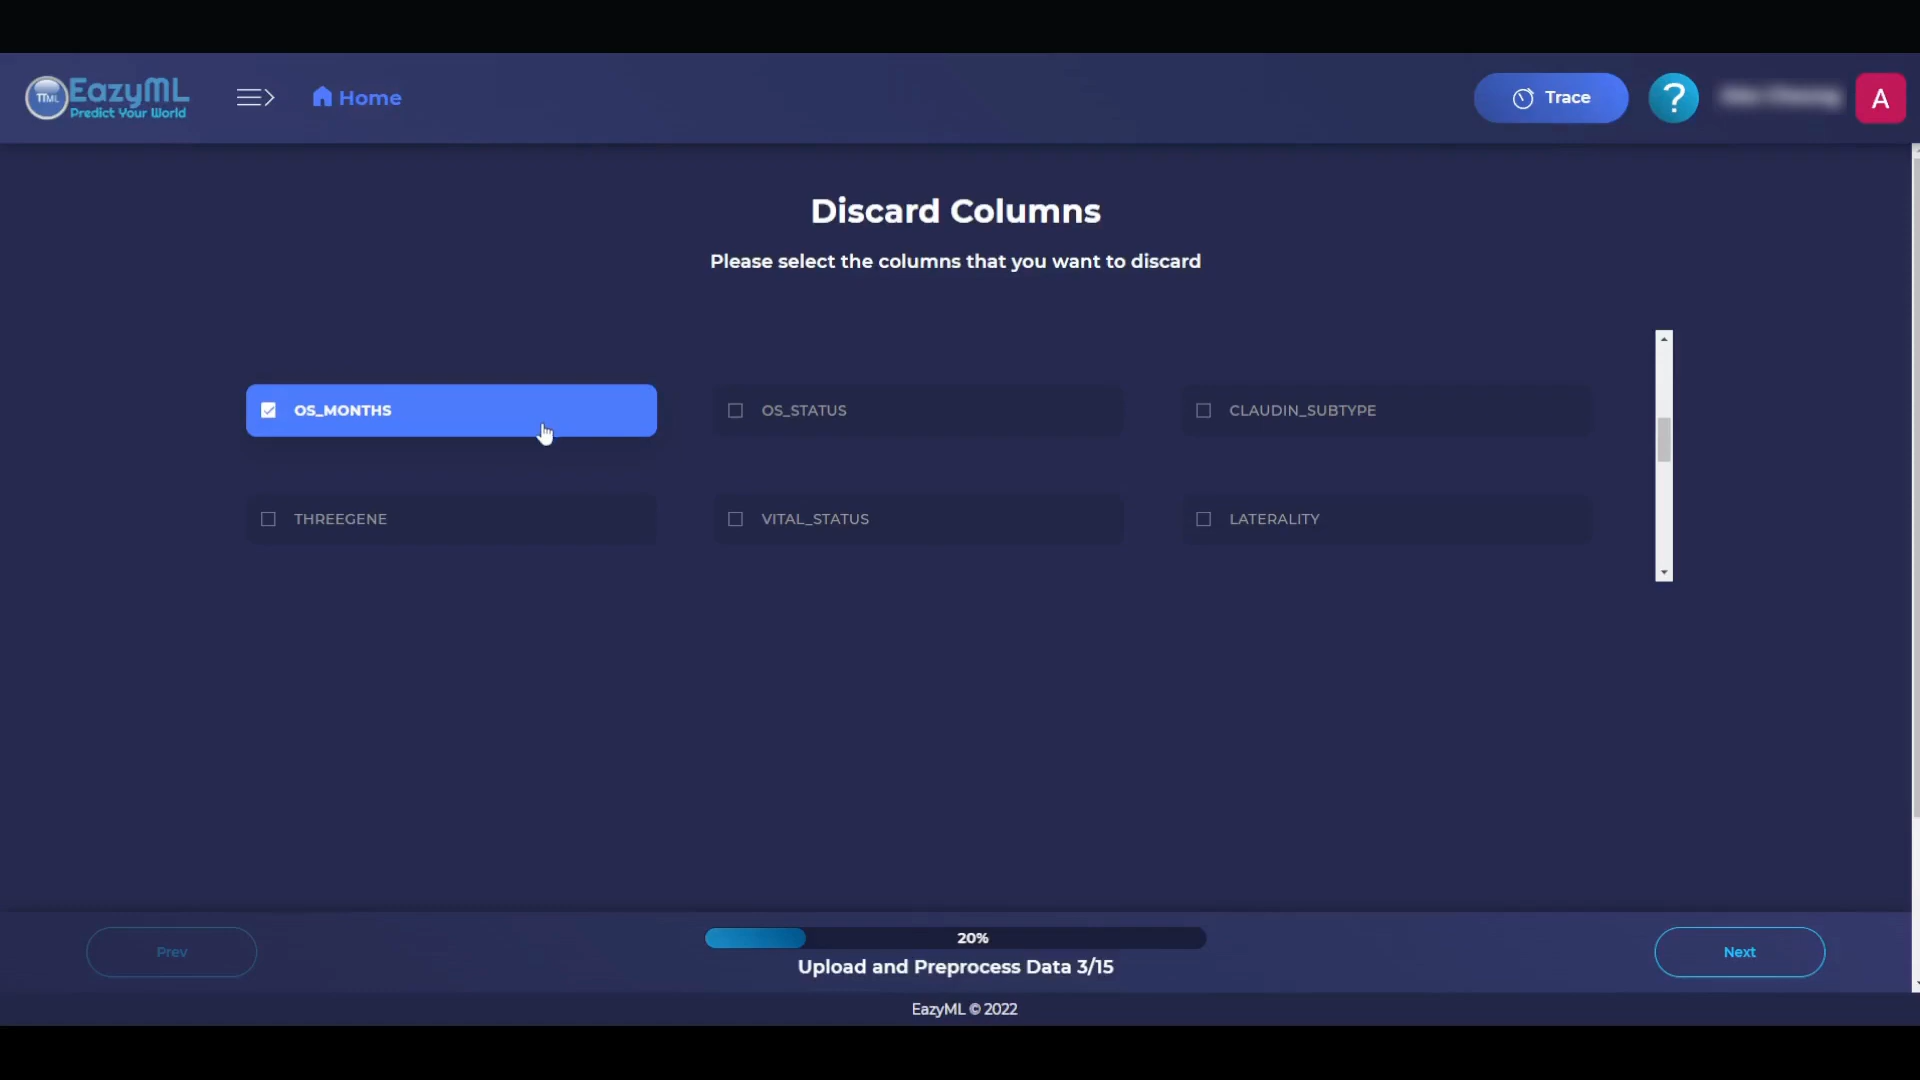 TTML EazyML
Predict Your World
Home
Trace
?
A
Discard Columns
Please select the columns that you want to discard
OS_MONTHS
OS_STATUS
CLAUDIN_SUBTYPE
THREEGENE
VITAL_STATUS
LATERALITY
Prev
20%
Upload and Preprocess Data 3/15
Next
EazyML © 2022